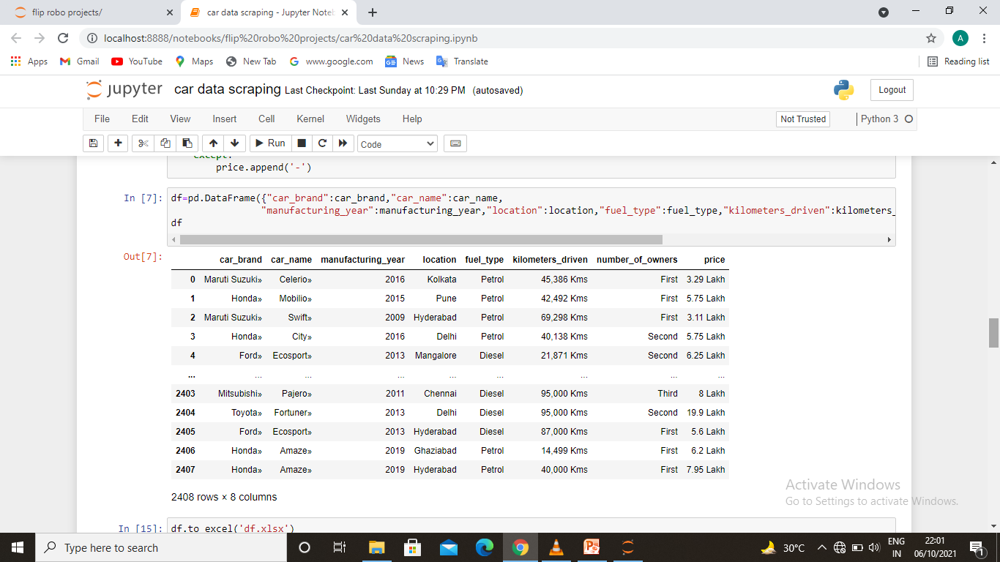 flip robo projects/
car data scraping - Jupyter Noteb
localhost:8888/notebooks/flip%20robo%20projects/car%20data%20scraping.ipynb
A
Apps Gmail YouTube Maps New Tab www.google.com News Translate Reading list
jupyter car data scraping Last Checkpoint: Last Sunday at 10:29 PM (autosaved) Logout
File Edit View Insert Cell Kernel Widgets Help Not Trusted Python 3
Run Code
except:
price.append('-')
In [7]: df=pd.DataFrame({"car_brand":car_brand,"car_name":car_name,
"manufacturing_year":manufacturing_year,"location":location,"fuel_type":fuel_type,"kilometers_driven":kilometers_
df
Out[7]:
car_brand car_name manufacturing_year location fuel_type kilometers_driven number_of_owners price
0 Maruti Suzuki» Celerio» 2016 Kolkata Petrol 45,386 Kms First 3.29 Lakh
1 Honda» Mobilio» 2015 Pune Petrol 42,492 Kms First 5.75 Lakh
2 Maruti Suzuki» Swift» 2009 Hyderabad Petrol 69,298 Kms First 3.11 Lakh
3 Honda» City» 2016 Delhi Petrol 40,138 Kms Second 5.75 Lakh
4 Ford» Ecosport» 2013 Mangalore Diesel 21,871 Kms Second 6.25 Lakh
... ... ... ... ... ... ... ... ...
2403 Mitsubishi» Pajero» 2011 Chennai Diesel 95,000 Kms Third 8 Lakh
2404 Toyota» Fortuner» 2013 Delhi Diesel 95,000 Kms Second 19.9 Lakh
2405 Ford» Ecosport» 2013 Hyderabad Diesel 87,000 Kms First 5.6 Lakh
2406 Honda» Amaze» 2019 Ghaziabad Petrol 14,499 Kms First 6.2 Lakh
2407 Honda» Amaze» 2019 Hyderabad Petrol 40,000 Kms First 7.95 Lakh
2408 rows × 8 columns
Activate Windows
Go to Settings to activate Windows.
In [15]: df.to_excel('df.xlsx')
Type here to search
30°C
ENG
IN
22:01
06/10/2021
1